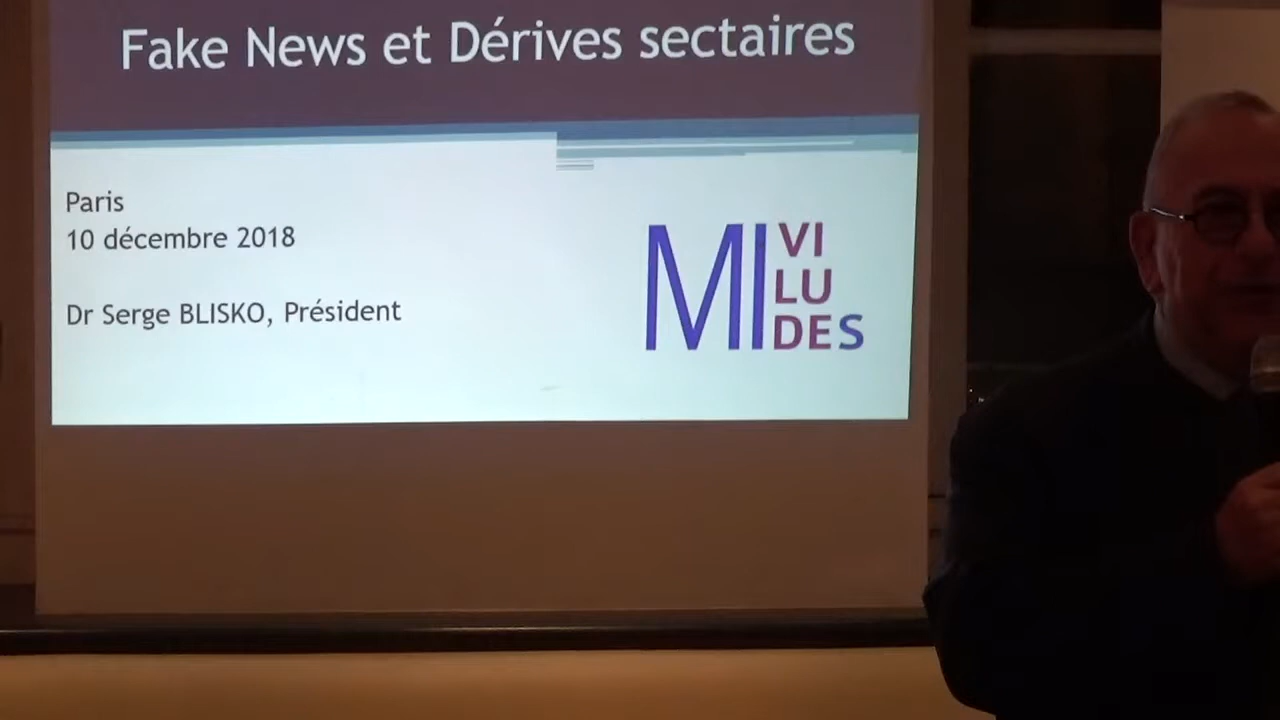 Fake News et Dérives sectaires
Paris
10 décembre 2018
Dr Serge BLISKO, Président
MI
VI
LU
DES